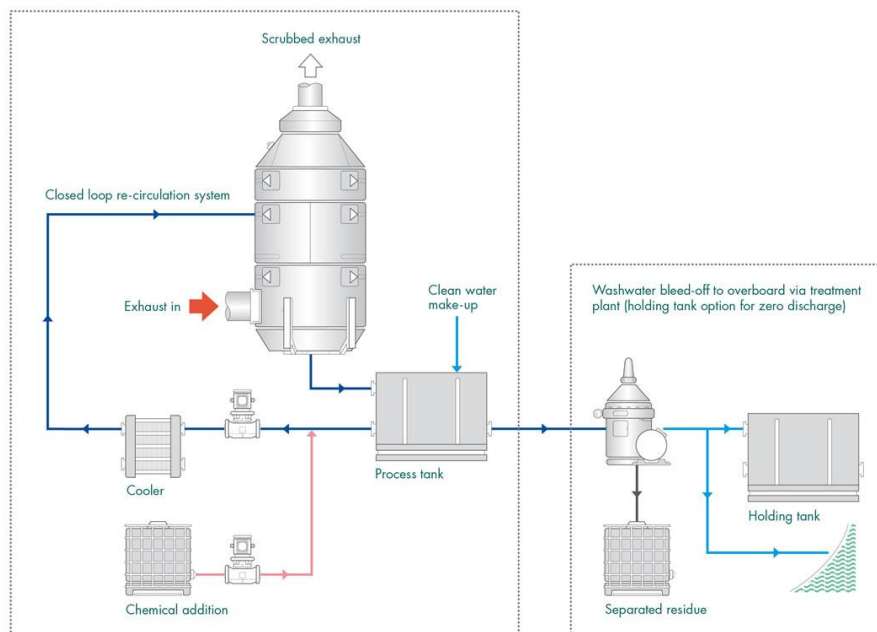 Scrubbed exhaust
Closed loop re-circulation system
Exhaust in
Clean water
make-up
Process tank
Cooler
Chemical addition
Washwater bleed-off to overboard via treatment
plant (holding tank option for zero discharge)
Holding tank
Separated residue